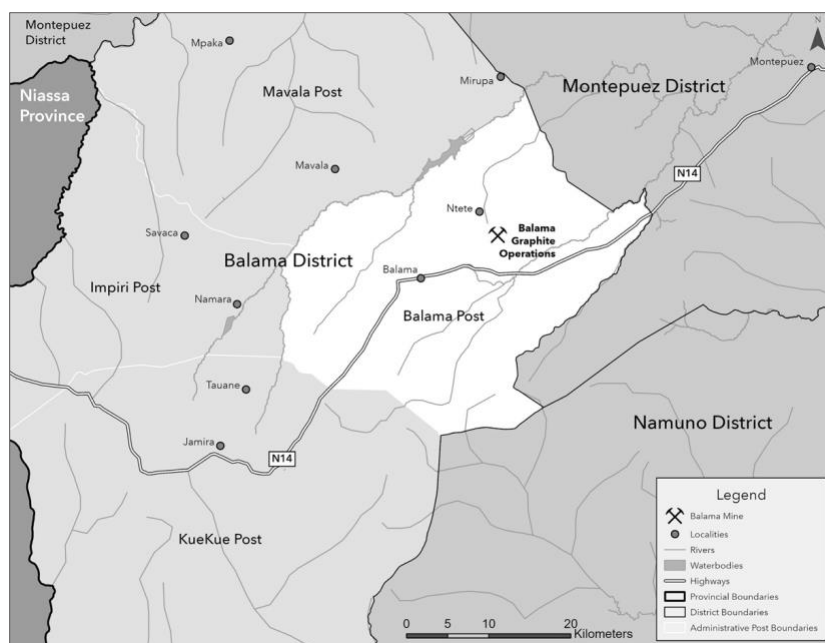 Montepuez
District
Mpaka
N
Montepuez
Niassa
Province
Mavala Post
Mirupa
Montepuez District
Mavala
N14
Ntete
Savaca
Balama
Graphite
Operations
Balama District
Balama
Impiri Post
Namara
Balama Post
Tauane
Namuno District
Jamira
N14
KueKue Post
Legend
Balama Mine
Localities
Rivers
Waterbodies
Highways
Provincial Boundaries
District Boundaries
Administrative Post Boundaries
0 10 20
Kilometers